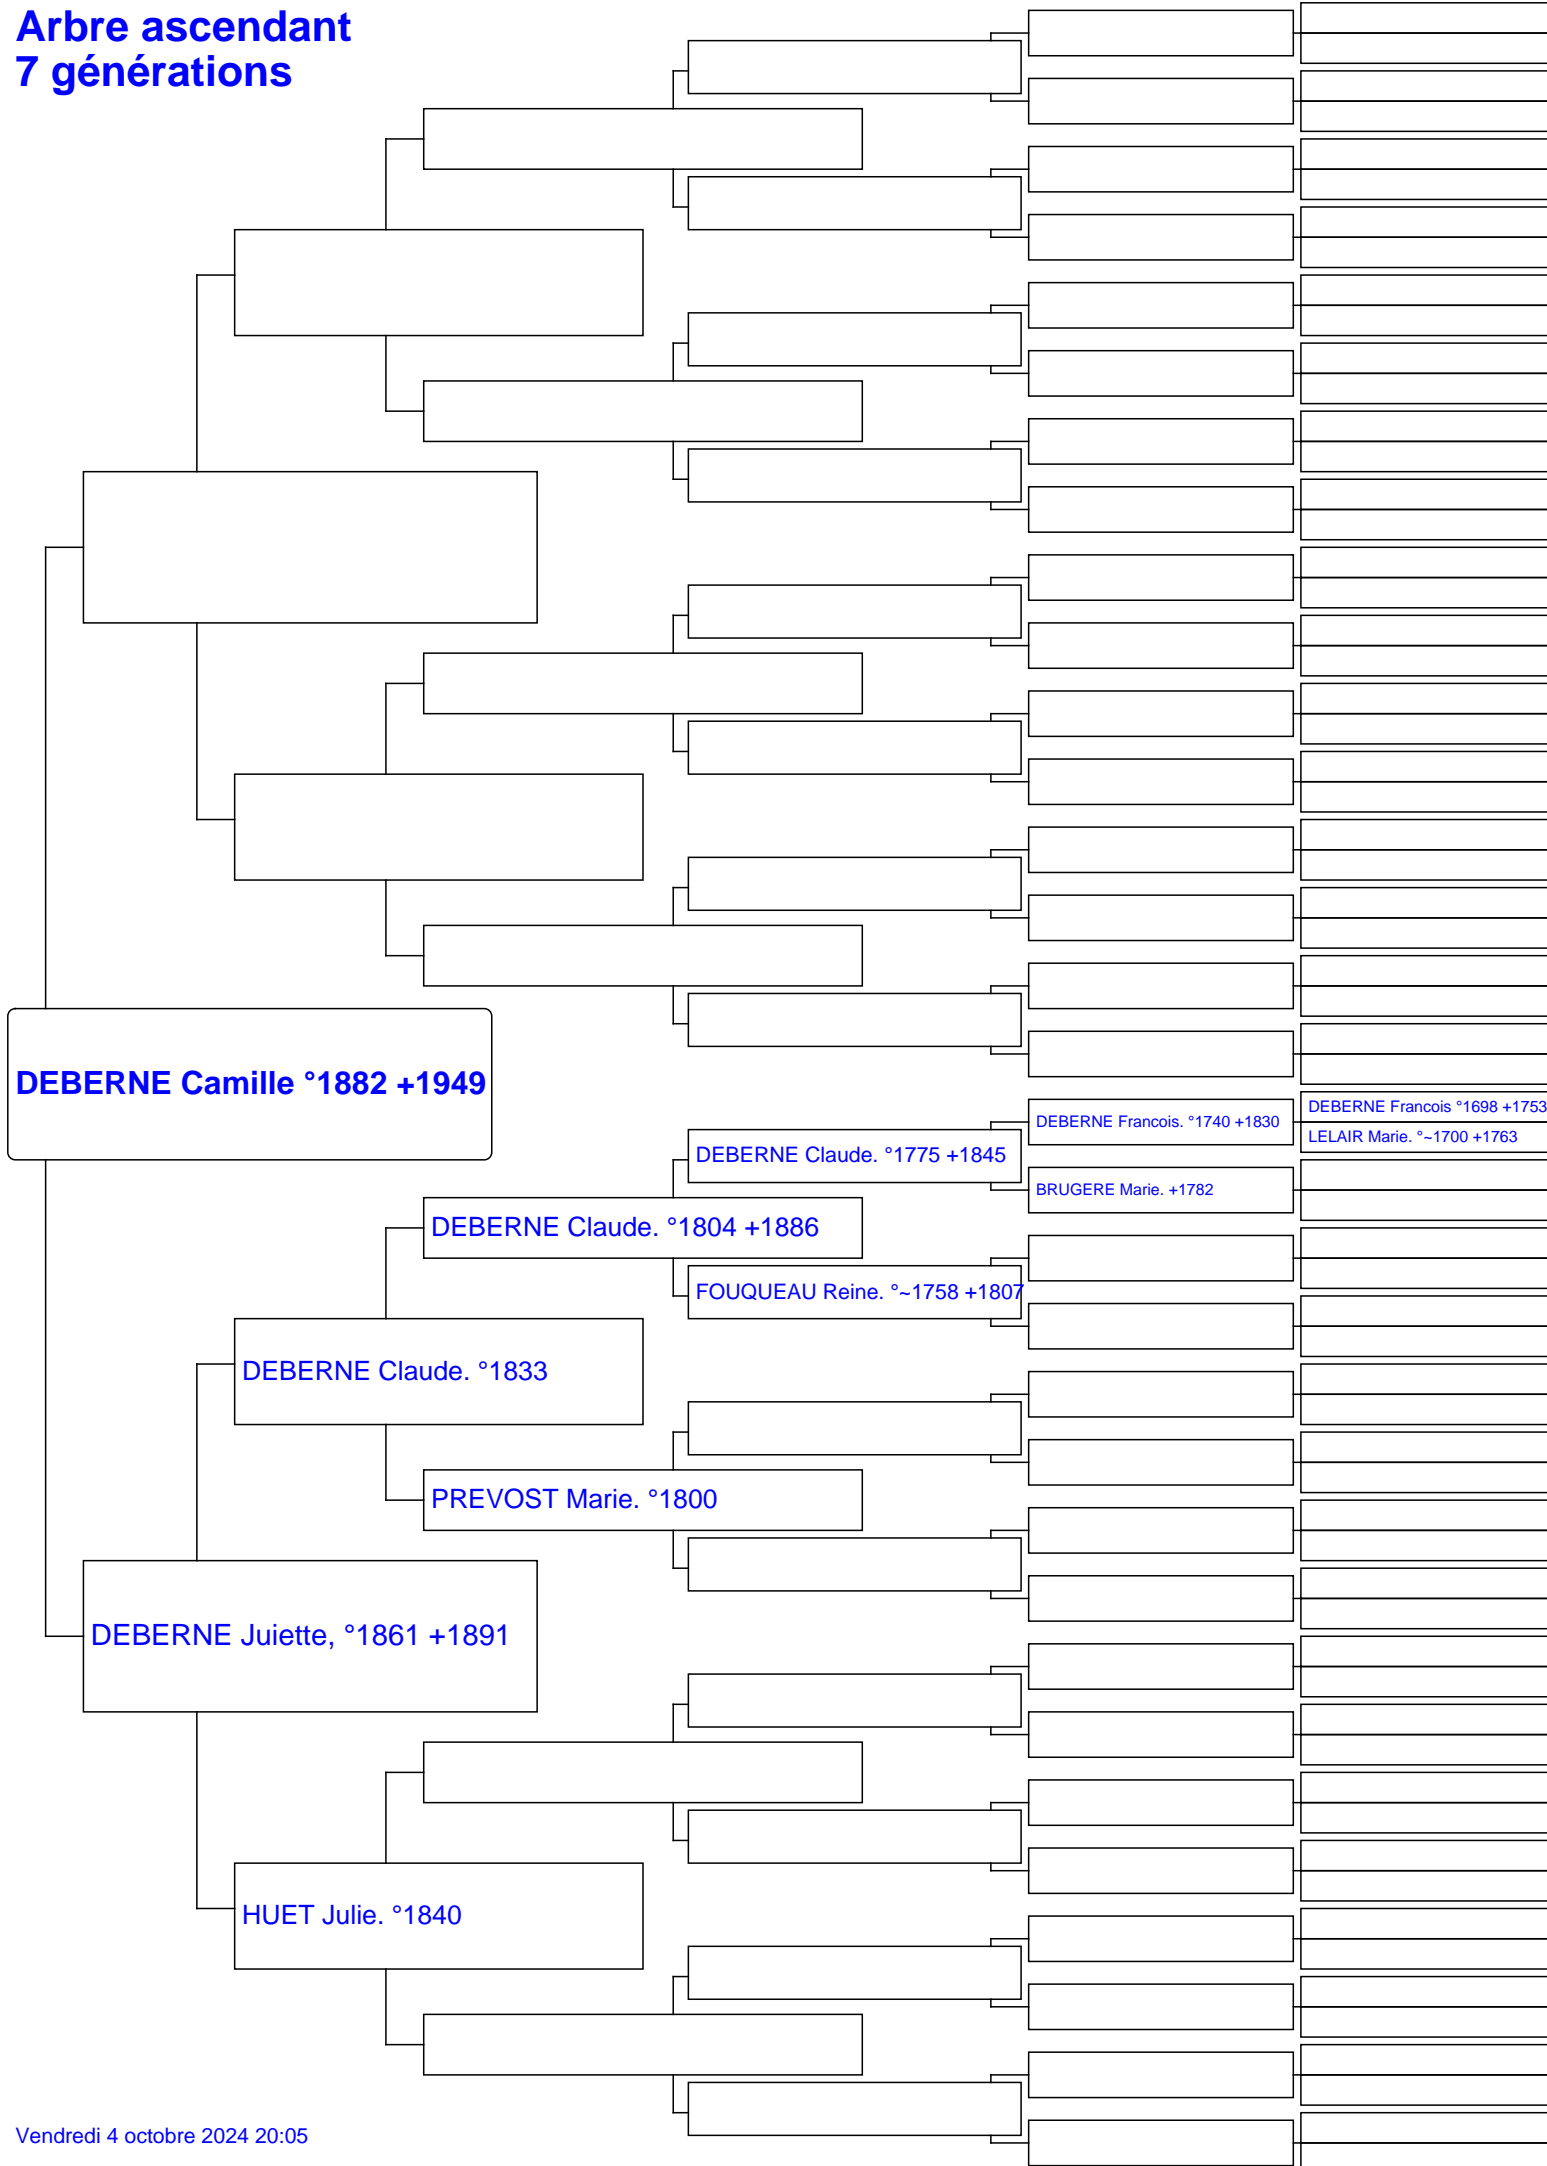 Arbre ascendant
7 générations
DEBERNE Camille °1882 +1949
DEBERNE Francois °1698 +1753
DEBERNE Francois. °1740 +1830
LELAIR Marie. °~1700 +1763
DEBERNE Claude. °1775 +1845
BRUGERE Marie. +1782
DEBERNE Claude. °1804 +1886
FOUQUEAU Reine. °~1758 +1807
DEBERNE Claude. °1833
PREVOST Marie. °1800
DEBERNE Juiette, °1861 +1891
HUET Julie. °1840
Vendredi 4 octobre 2024 20:05